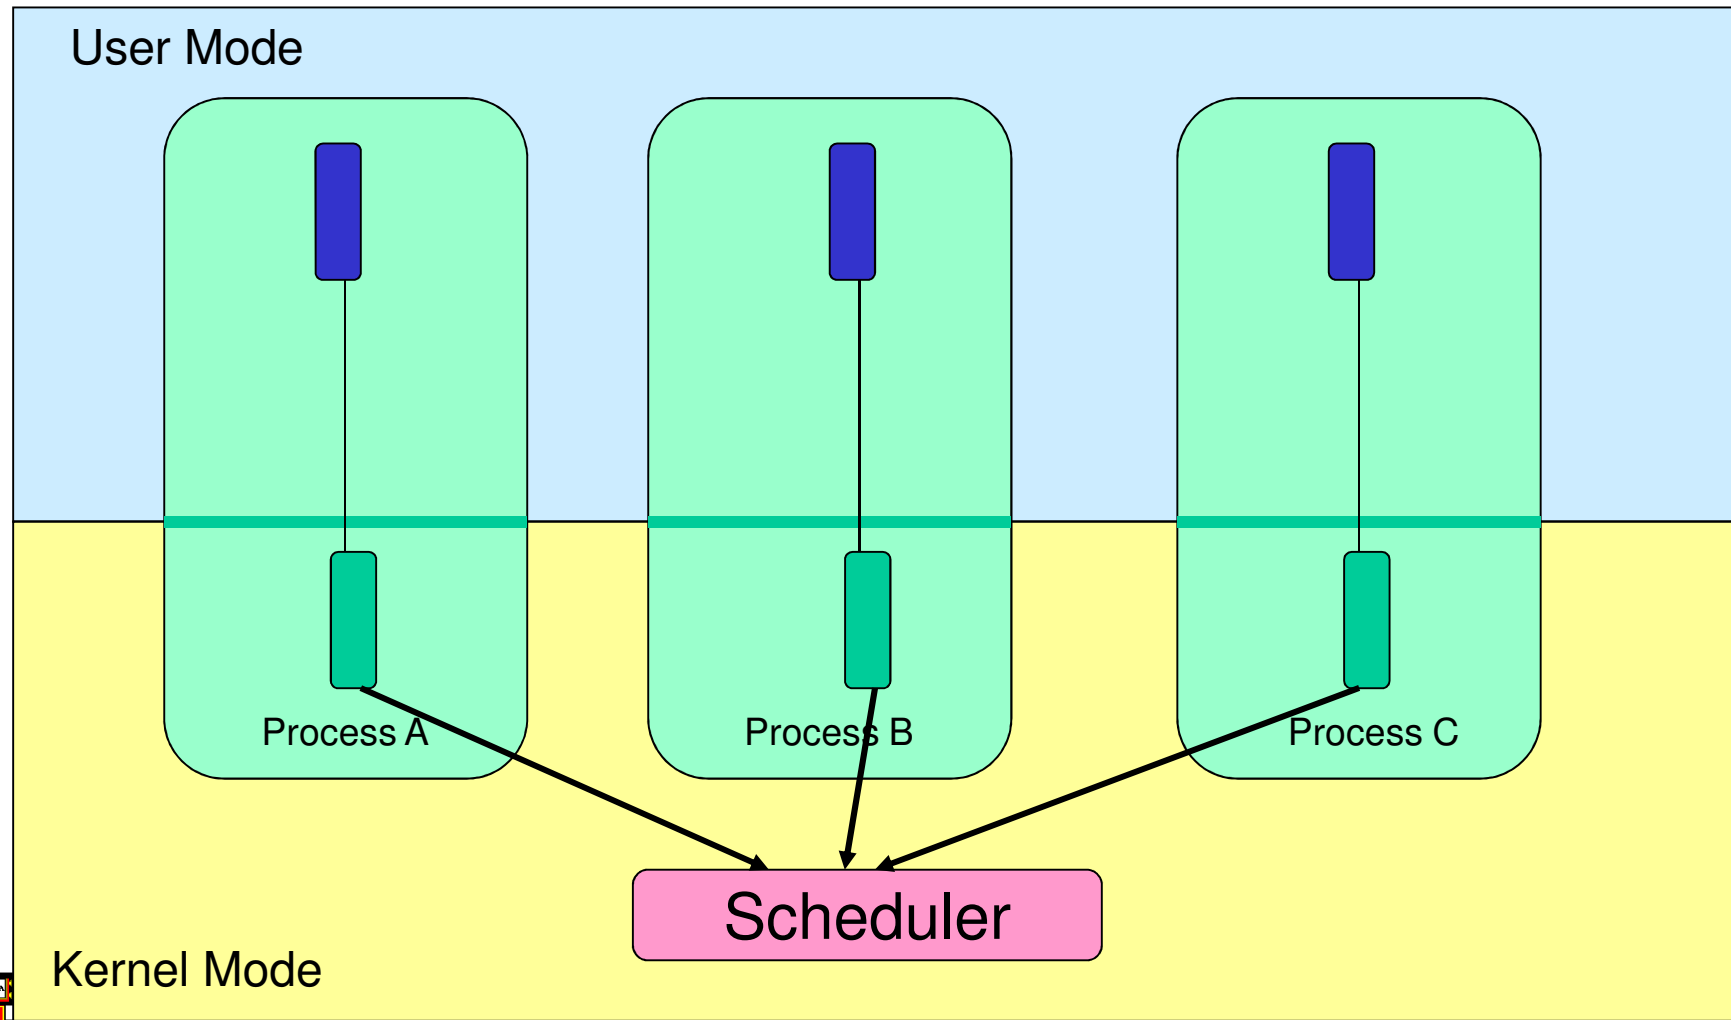 User Mode
Process A
Process B
Process C
Scheduler
Kernel Mode